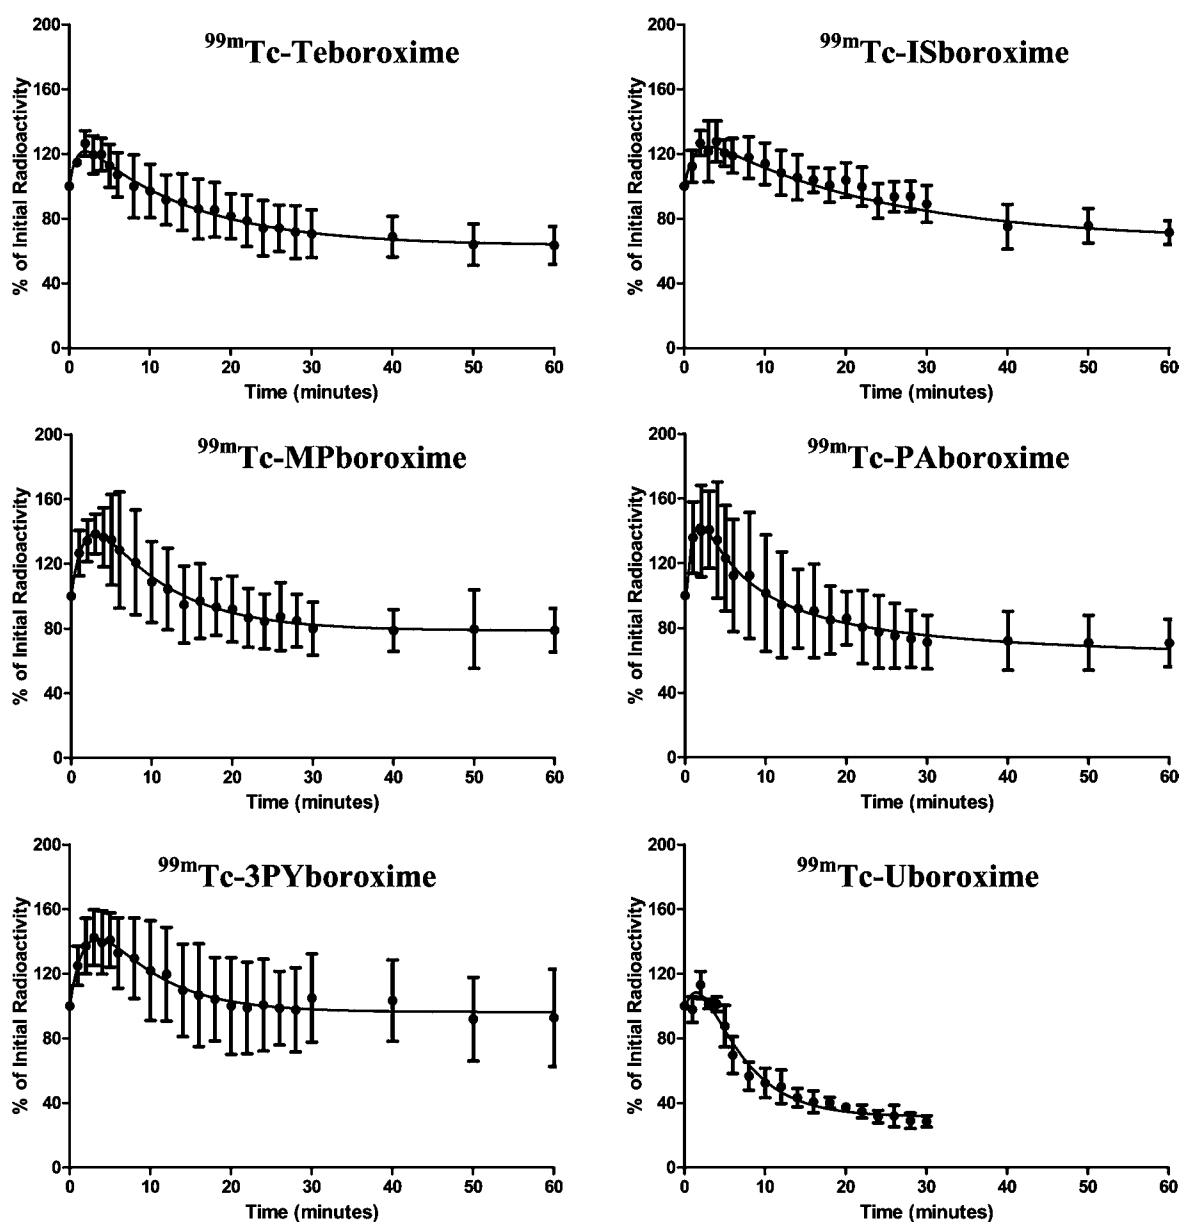 99mTc-Teboroxime
% of Initial Radioactivity
200
160
120
80
40
0
0 10 20 30 40 50 60
Time (minutes)
99mTc-ISboroxime
% of Initial Radioactivity
200
160
120
80
40
0
0 10 20 30 40 50 60
Time (minutes)
99mTc-MPboroxime
% of Initial Radioactivity
200
160
120
80
40
0
0 10 20 30 40 50 60
Time (minutes)
99mTc-PAboroxime
% of Initial Radioactivity
200
160
120
80
40
0
0 10 20 30 40 50 60
Time (minutes)
99mTc-3PYboroxime
% of Initial Radioactivity
200
160
120
80
40
0
0 10 20 30 40 50 60
Time (minutes)
99mTc-Uboroxime
% of Initial Radioactivity
200
160
120
80
40
0
0 10 20 30 40 50 60
Time (minutes)